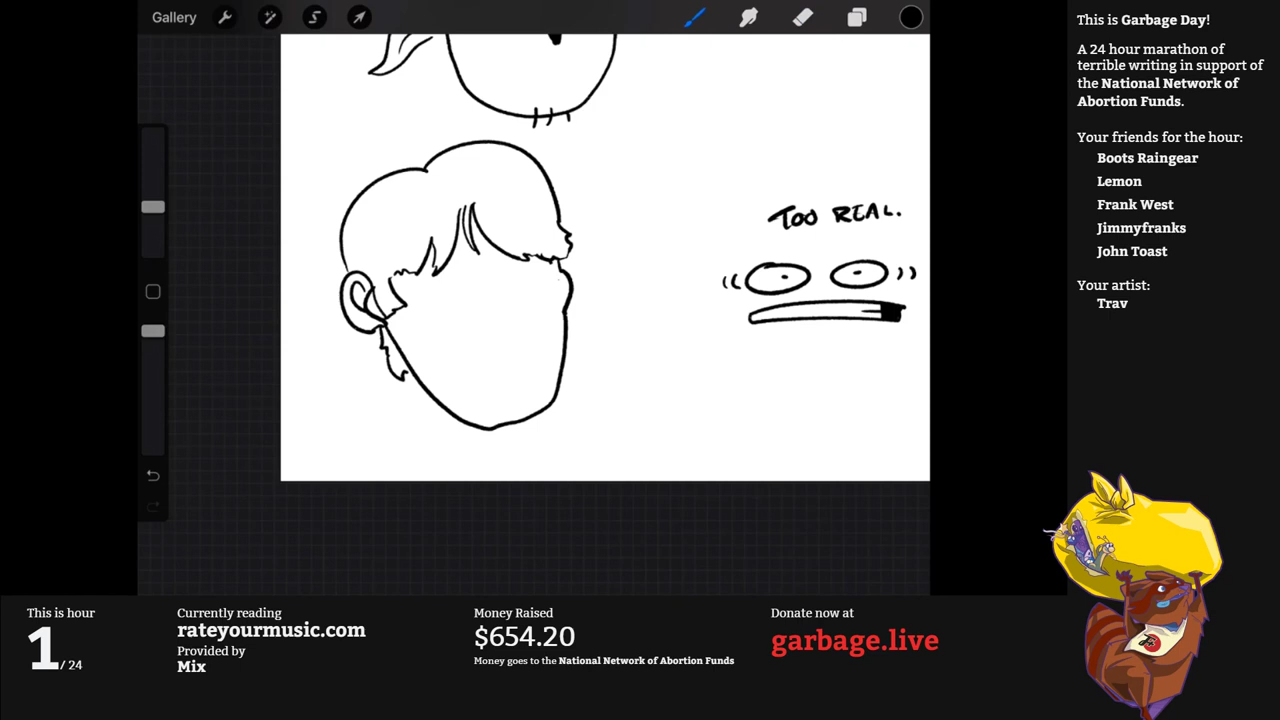 Gallery
This is Garbage Day!
A 24 hour marathon of
terrible writing in support of
the National Network of
Abortion Funds.
Your friends for the hour:
Boots Raingear
Lemon
Frank West
Jimmyfranks
John Toast
Your artist:
Trav
TOO REAL.
This is hour
1 / 24
Currently reading
rateyourmusic.com
Provided by
Mix
Money Raised
$654.20
Money goes to the National Network of Abortion Funds
Donate now at
garbage.live